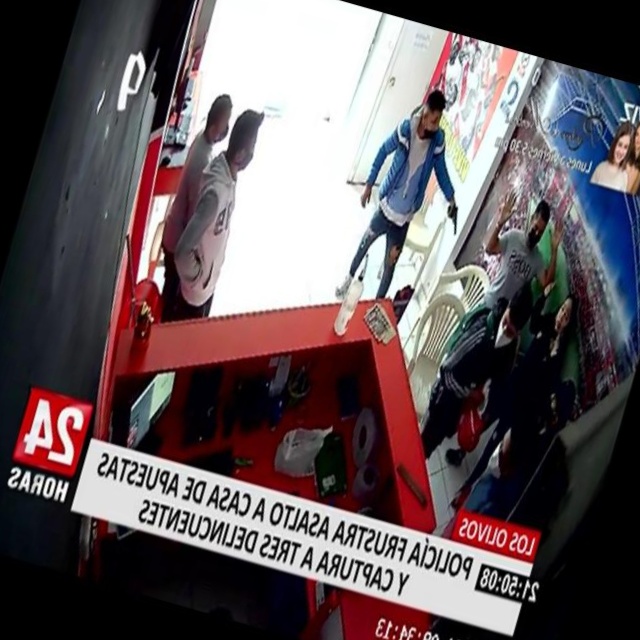 24
HORAS
LOS OLIVOS
21:50:08
POLICÍA FRUSTRA ASALTO A CASA DE APUESTAS
Y CAPTURA A TRES DELINCUENTES